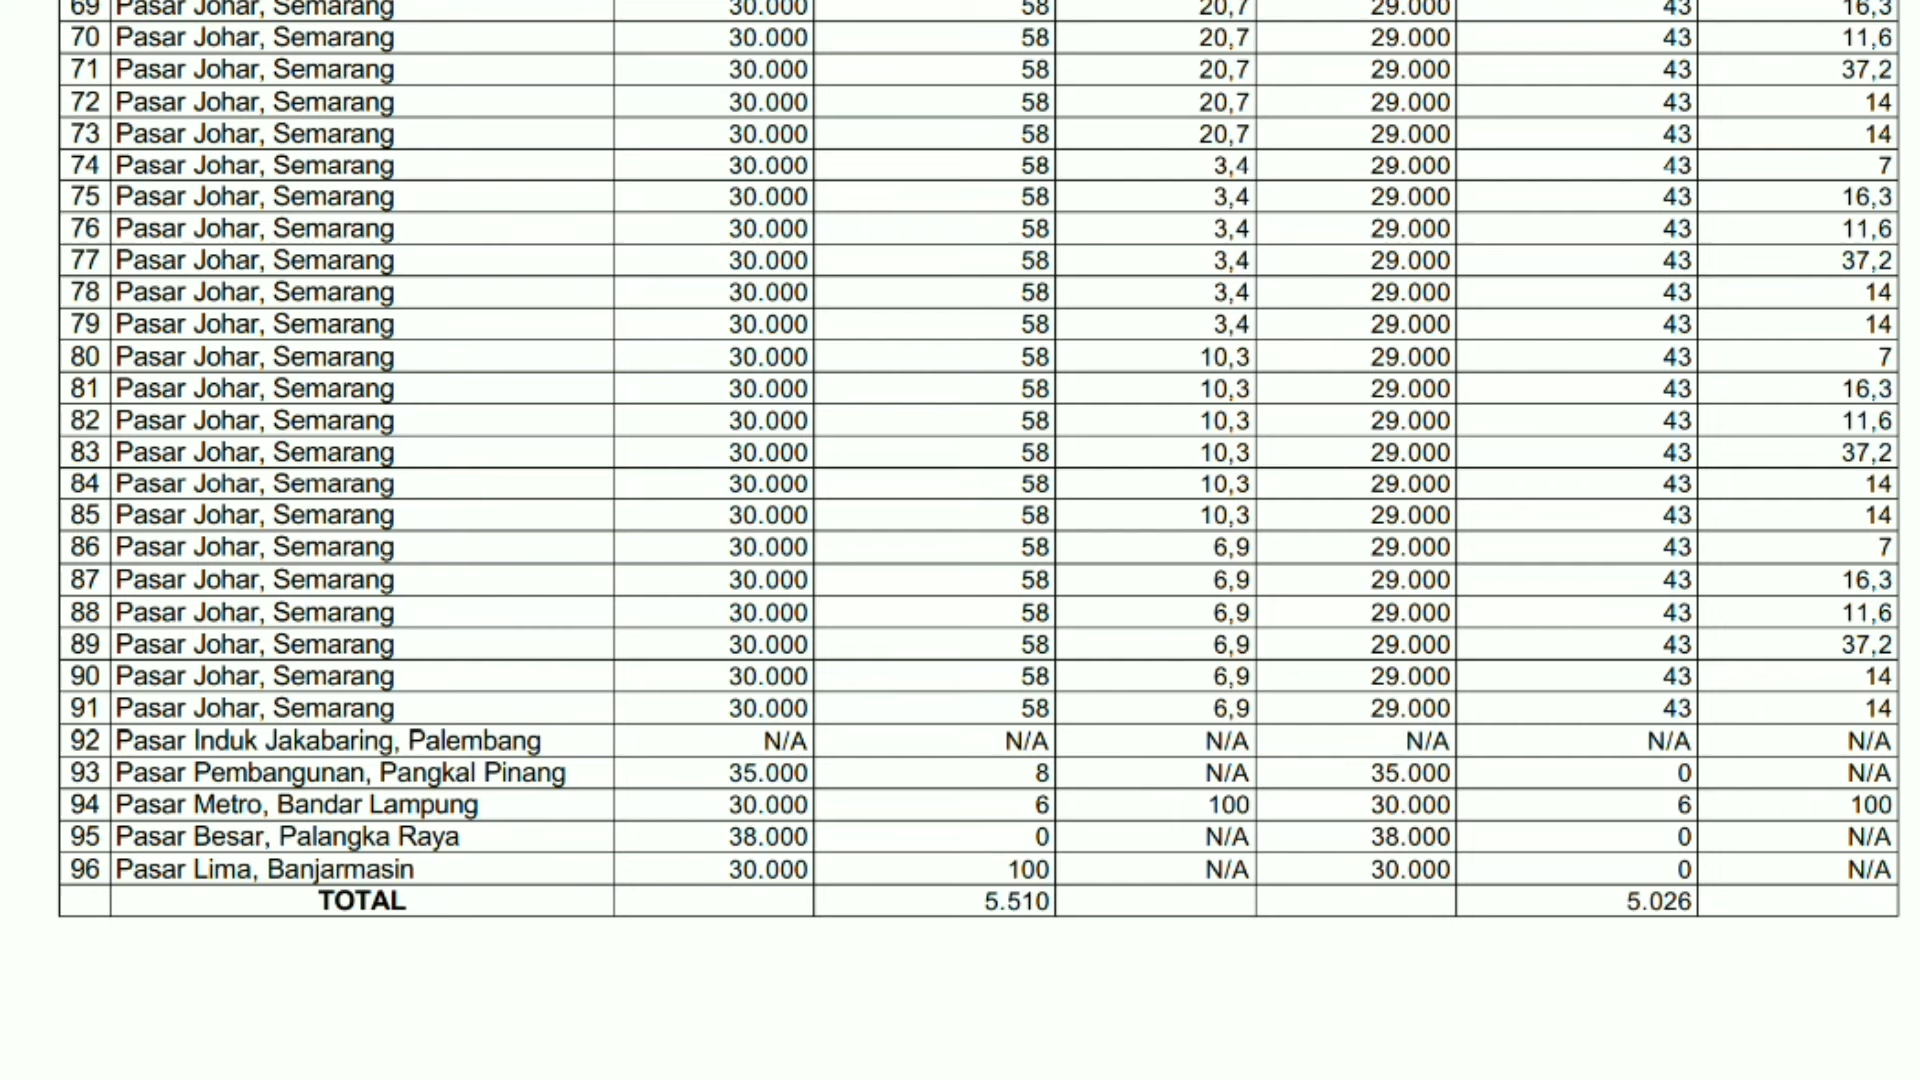 69 Pasar Johar, Semarang 30.000 58 20,7 29.000 43 16,3
70 Pasar Johar, Semarang 30.000 58 20,7 29.000 43 11,6
71 Pasar Johar, Semarang 30.000 58 20,7 29.000 43 37,2
72 Pasar Johar, Semarang 30.000 58 20,7 29.000 43 14
73 Pasar Johar, Semarang 30.000 58 20,7 29.000 43 14
74 Pasar Johar, Semarang 30.000 58 3,4 29.000 43 7
75 Pasar Johar, Semarang 30.000 58 3,4 29.000 43 16,3
76 Pasar Johar, Semarang 30.000 58 3,4 29.000 43 11,6
77 Pasar Johar, Semarang 30.000 58 3,4 29.000 43 37,2
78 Pasar Johar, Semarang 30.000 58 3,4 29.000 43 14
79 Pasar Johar, Semarang 30.000 58 3,4 29.000 43 14
80 Pasar Johar, Semarang 30.000 58 10,3 29.000 43 7
81 Pasar Johar, Semarang 30.000 58 10,3 29.000 43 16,3
82 Pasar Johar, Semarang 30.000 58 10,3 29.000 43 11,6
83 Pasar Johar, Semarang 30.000 58 10,3 29.000 43 37,2
84 Pasar Johar, Semarang 30.000 58 10,3 29.000 43 14
85 Pasar Johar, Semarang 30.000 58 10,3 29.000 43 14
86 Pasar Johar, Semarang 30.000 58 6,9 29.000 43 7
87 Pasar Johar, Semarang 30.000 58 6,9 29.000 43 16,3
88 Pasar Johar, Semarang 30.000 58 6,9 29.000 43 11,6
89 Pasar Johar, Semarang 30.000 58 6,9 29.000 43 37,2
90 Pasar Johar, Semarang 30.000 58 6,9 29.000 43 14
91 Pasar Johar, Semarang 30.000 58 6,9 29.000 43 14
92 Pasar Induk Jakabaring, Palembang N/A N/A N/A N/A N/A N/A
93 Pasar Pembangunan, Pangkal Pinang 35.000 8 N/A 35.000 0 N/A
94 Pasar Metro, Bandar Lampung 30.000 6 100 30.000 6 100
95 Pasar Besar, Palangka Raya 38.000 0 N/A 38.000 0 N/A
96 Pasar Lima, Banjarmasin 30.000 100 N/A 30.000 0 N/A
TOTAL 5.510 5.026